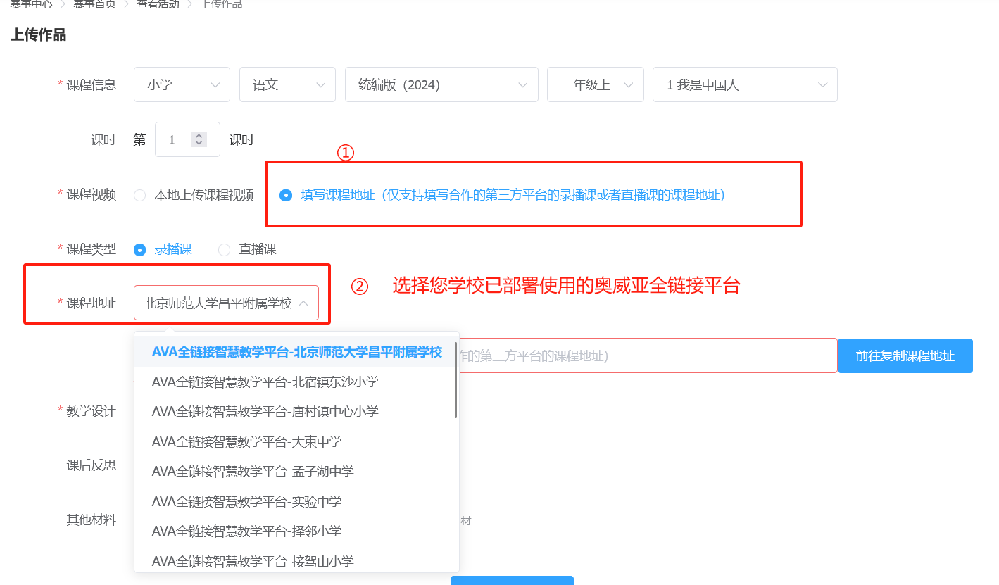 赛事中心 > 赛事首页 > 查看活动 > 上传作品
上传作品
* 课程信息 小学 语文 统编版（2024） 一年级上 1 我是中国人
课时 第 1 课时
①
* 课程视频 本地上传课程视频 填写课程地址（仅支持填写合作的第三方平台的录播课或者直播课的课程地址）
* 课程类型 录播课 直播课
② 选择您学校已部署使用的奥威亚全链接平台
* 课程地址 北京师范大学昌平附属学校
AVA全链接智慧教学平台-北京师范大学昌平附属学校
作的第三方平台的课程地址） 前往复制课程地址
AVA全链接智慧教学平台-北宿镇东沙小学
* 教学设计
AVA全链接智慧教学平台-唐村镇中心小学
AVA全链接智慧教学平台-大束中学
课后反思
AVA全链接智慧教学平台-孟子湖中学
AVA全链接智慧教学平台-实验中学
其他材料
材
AVA全链接智慧教学平台-择邻小学
AVA全链接智慧教学平台-接驾山小学